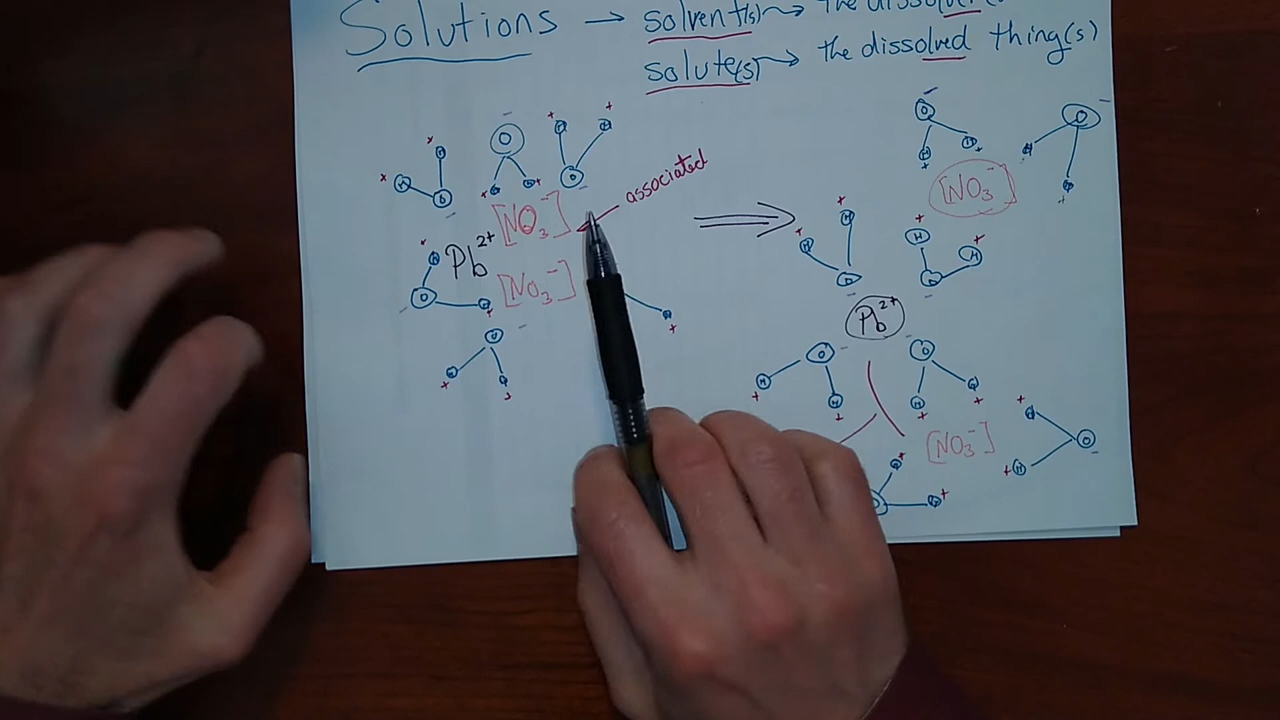 Solutions → solvent(s) → the dissolver
solute(s) → the dissolved thing(s)
associated
[NO₃⁻]
Pb²⁺
[NO₃⁻]
[NO₃⁻]
Pb²⁺
[NO₃⁻]